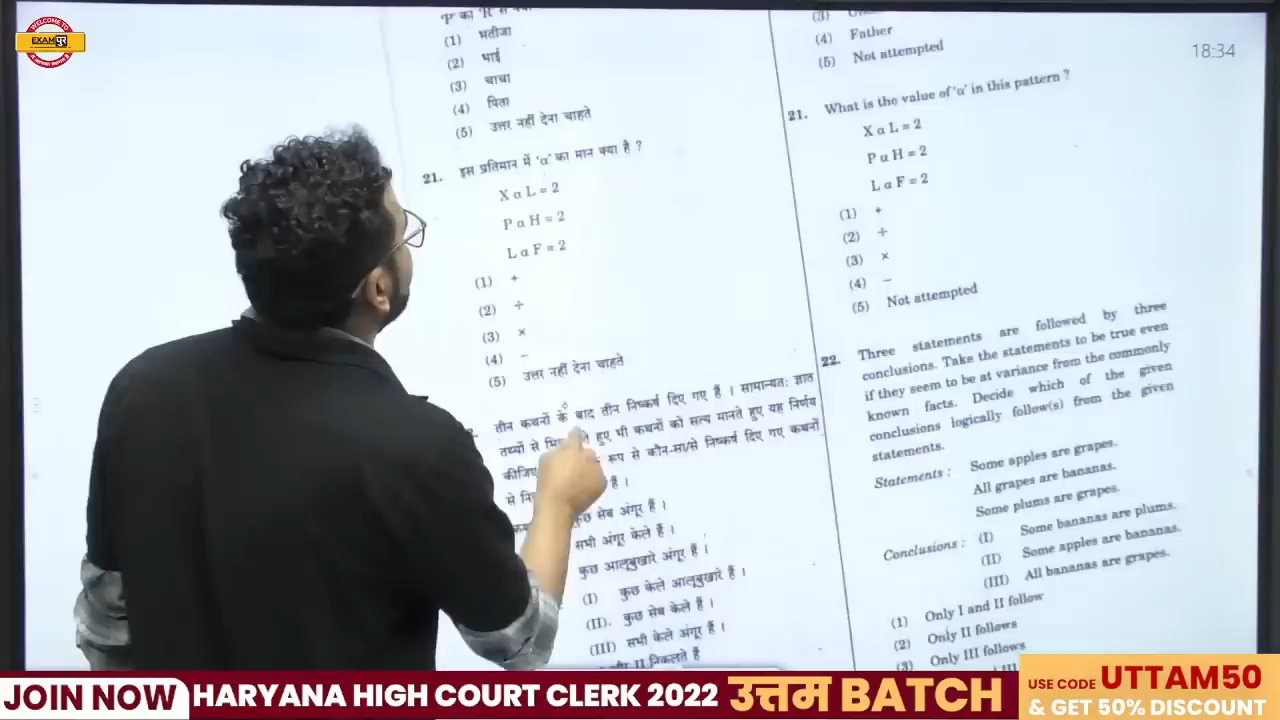 WELCOME TO
EXAM पुर
18:34
(1) भतीजा
(2) भाई
(3) चाचा
(4) पिता
(5) उत्तर नहीं देना चाहते
21. इस प्रतिमान में 'α' का मान क्या है ?
X α L = 2
P α H = 2
L α F = 2
(1) +
(2) ÷
(3) ×
(4) −
(5) उत्तर नहीं देना चाहते
तीन कथनों के बाद तीन निष्कर्ष दिए गए हैं । सामान्यत: ज्ञात
तथ्यों से हुए भी कथनों को सत्य मानते हुए यह निर्णय
कीजिए रूप से कौन-सा/से निष्कर्ष दिए गए कथनों
से हैं ।
कुछ सेब अंगूर हैं ।
सभी अंगूर केले हैं ।
कुछ आलूबुखारे अंगूर हैं ।
(I) कुछ केले आलूबुखारे हैं ।
(II). कुछ सेब केले हैं ।
(III) सभी केले अंगूर हैं ।
और II निकलते हैं
(3)
(4) Father
(5) Not attempted
21. What is the value of 'α' in this pattern ?
X α L = 2
P α H = 2
L α F = 2
(1) +
(2) ÷
(3) ×
(4) −
(5) Not attempted
22. Three statements are followed by three
conclusions. Take the statements to be true even
if they seem to be at variance from the commonly
known facts. Decide which of the given
conclusions logically follow(s) from the given
statements.
Statements : Some apples are grapes.
All grapes are bananas.
Some plums are grapes.
Conclusions : (I) Some bananas are plums.
(II) Some apples are bananas.
(III) All bananas are grapes.
(1) Only I and II follow
(2) Only II follows
(3) Only III follows
JOIN NOW HARYANA HIGH COURT CLERK 2022 उत्तम BATCH
USE CODE UTTAM50
& GET 50% DISCOUNT